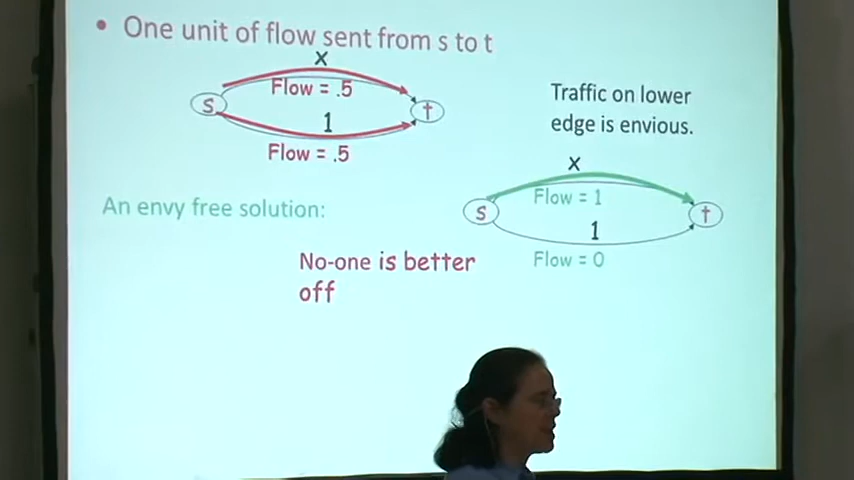 • One unit of flow sent from s to t
x
Flow = .5
s
t
1
Flow = .5
Traffic on lower
edge is envious.
An envy free solution:
x
Flow = 1
s
t
1
Flow = 0
No-one is better
off